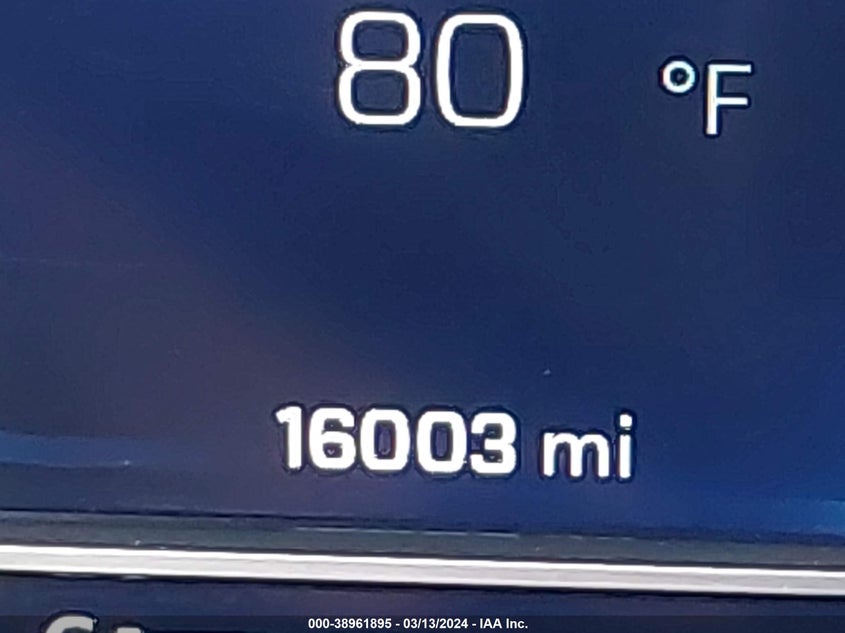 80 °F
16003 mi
000-38961895 - 03/13/2024 - IAA Inc.